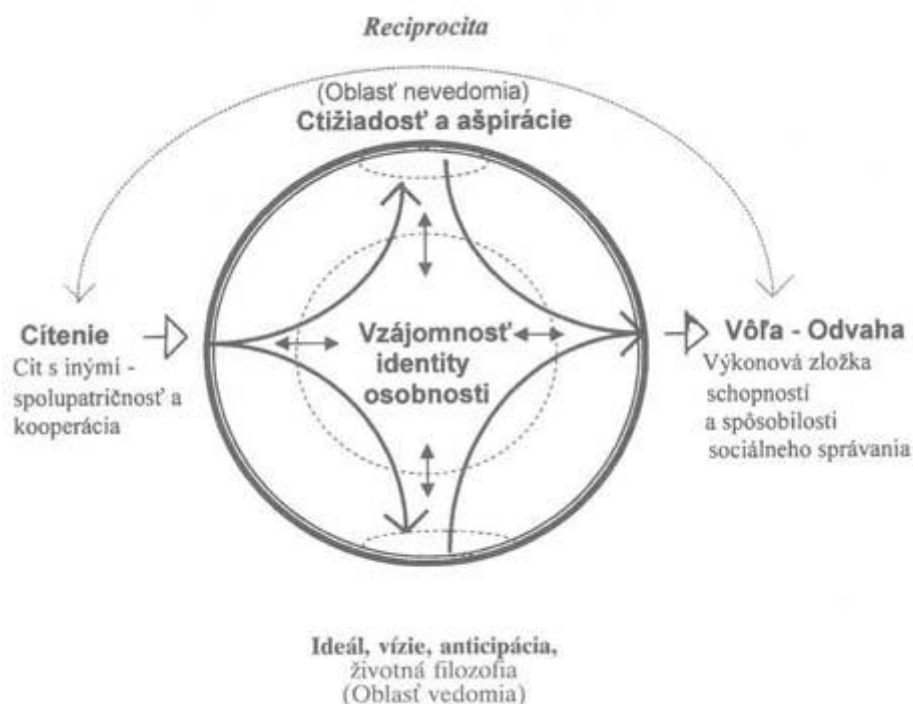 Reciprocita
(Oblasť nevedomia)
Ctižiadosť a ašpirácie
Cítenie
Cit s inými -
spolupatričnosť a
kooperácia
Vzájomnosť
identity
osobnosti
Vôľa - Odvaha
Výkonová zložka
schopností
a spôsobilosti
sociálneho správania
Ideál, vízie, anticipácia,
životná filozofia
(Oblasť vedomia)